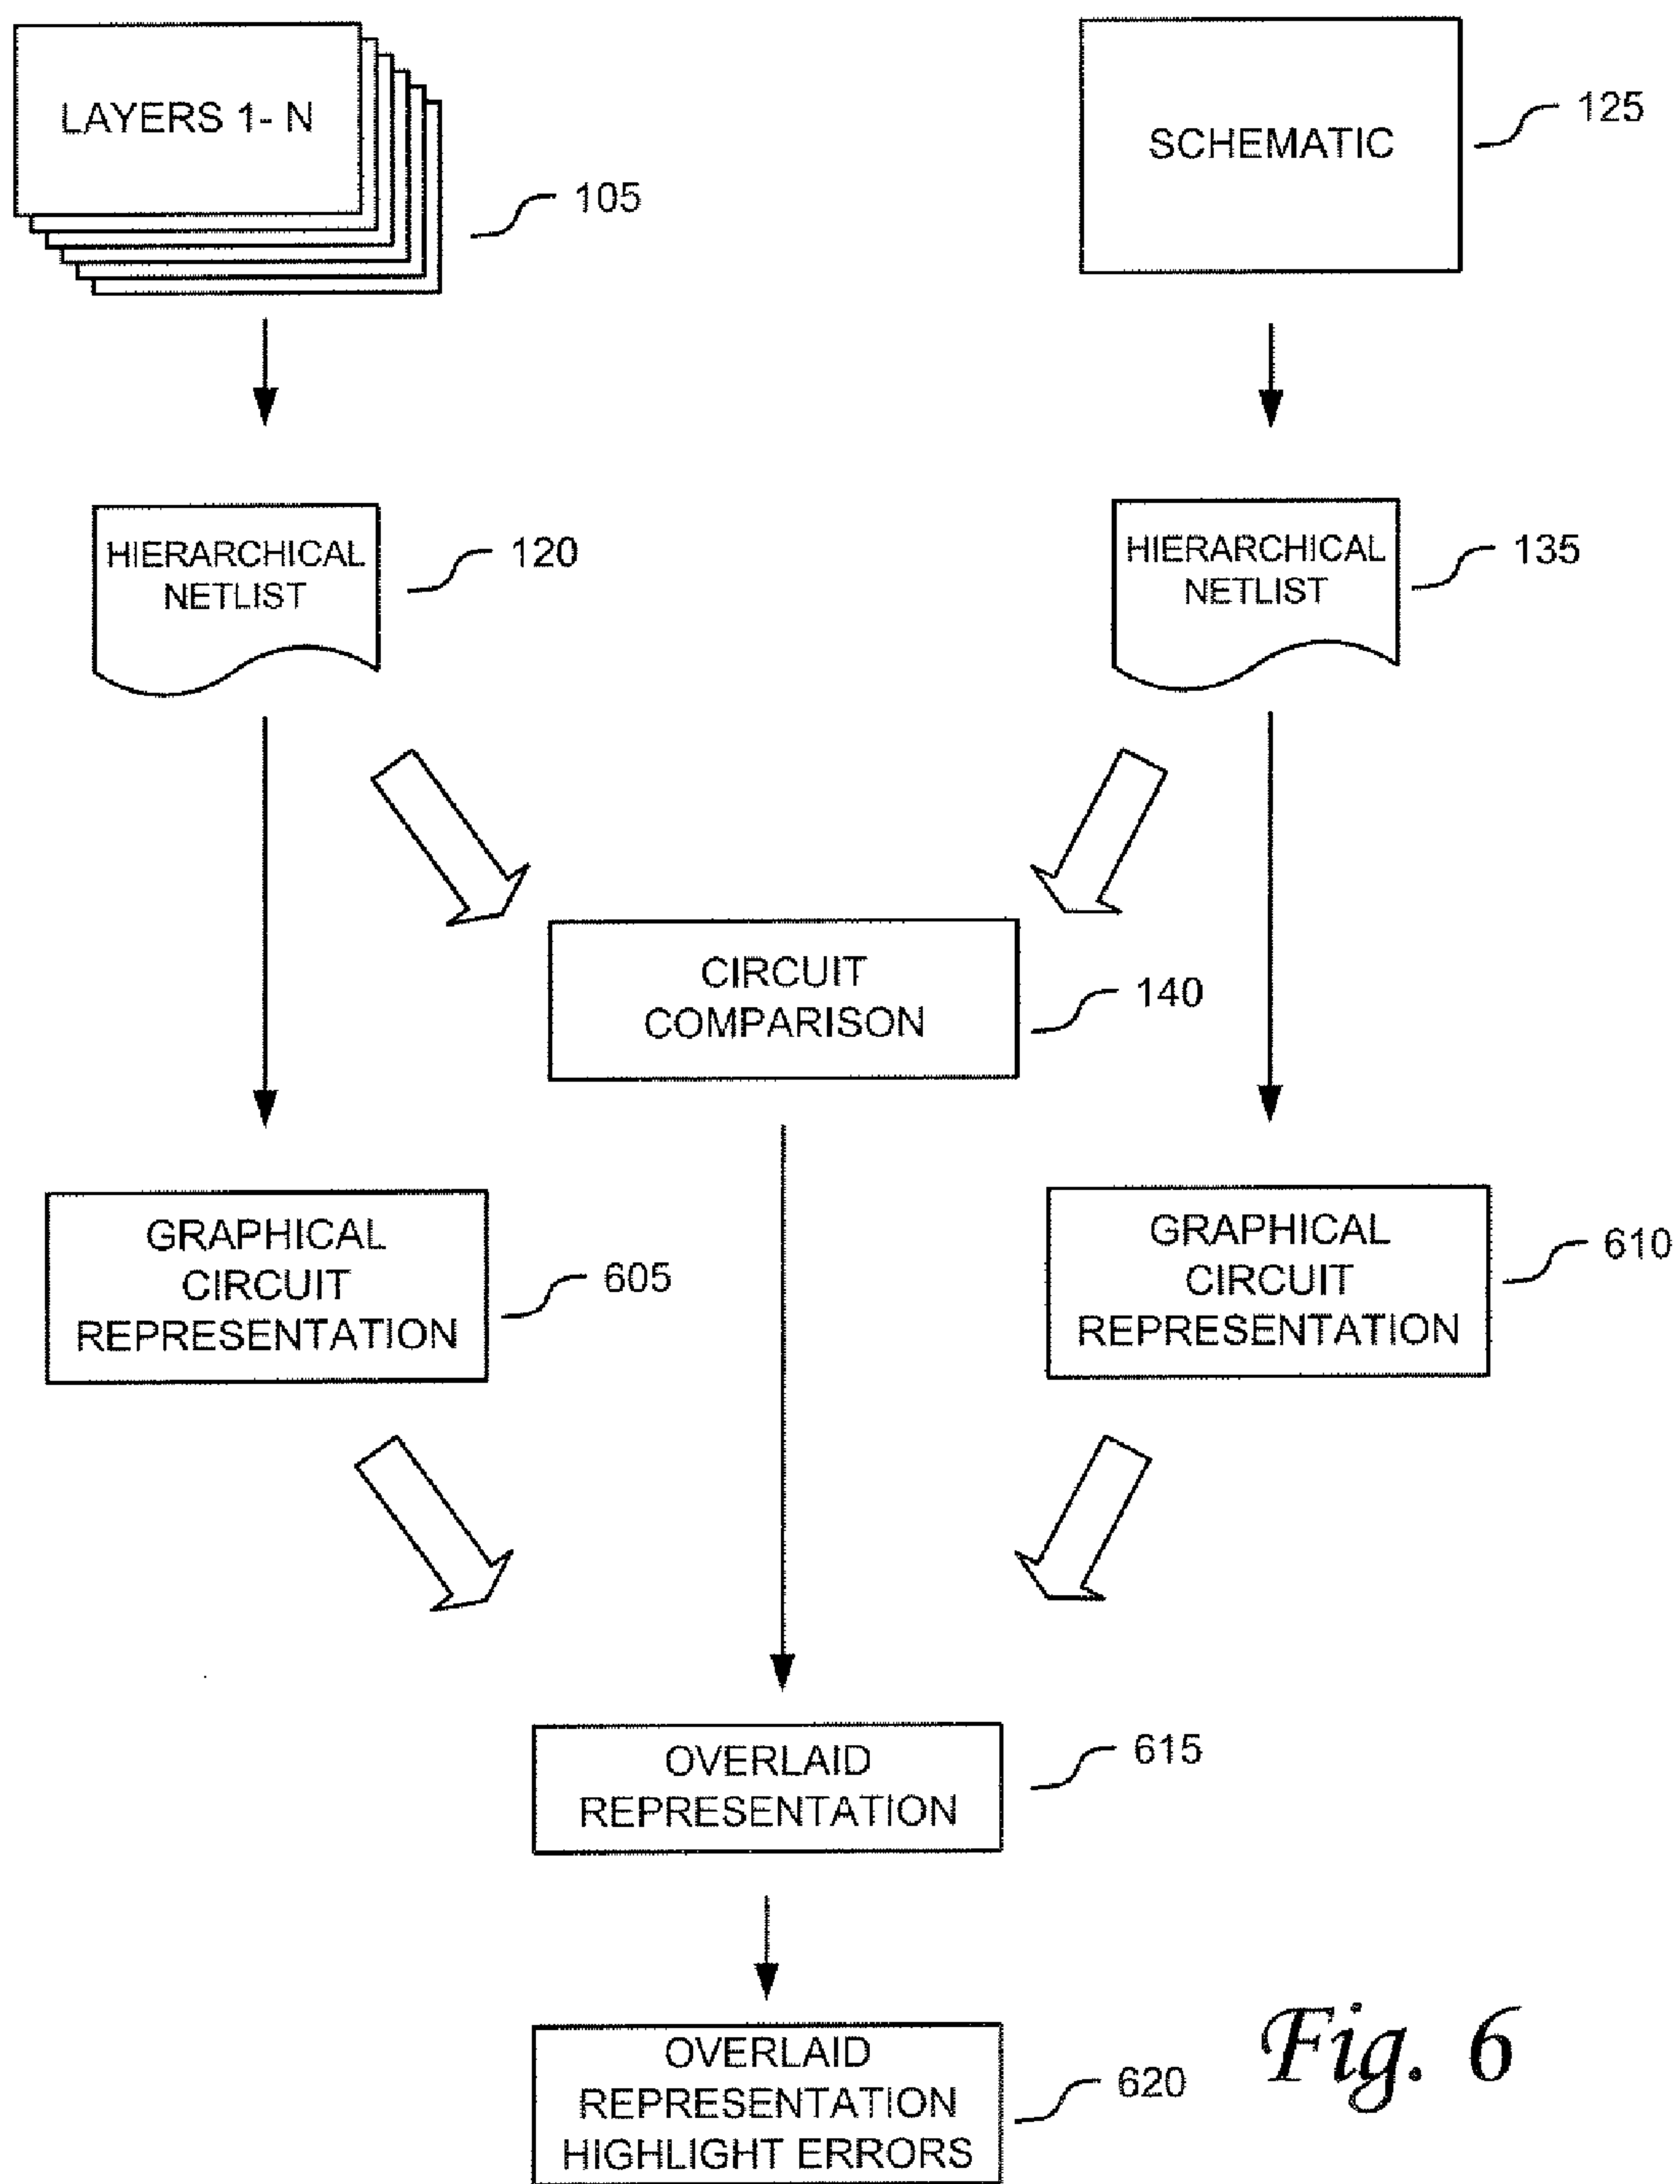 LAYERS 1- N
105
SCHEMATIC
125
HIERARCHICAL
NETLIST
120
HIERARCHICAL
NETLIST
135
CIRCUIT
COMPARISON
140
GRAPHICAL
CIRCUIT
REPRESENTATION
605
GRAPHICAL
CIRCUIT
REPRESENTATION
610
OVERLAID
REPRESENTATION
615
OVERLAID
REPRESENTATION
HIGHLIGHT ERRORS
620
Fig. 6